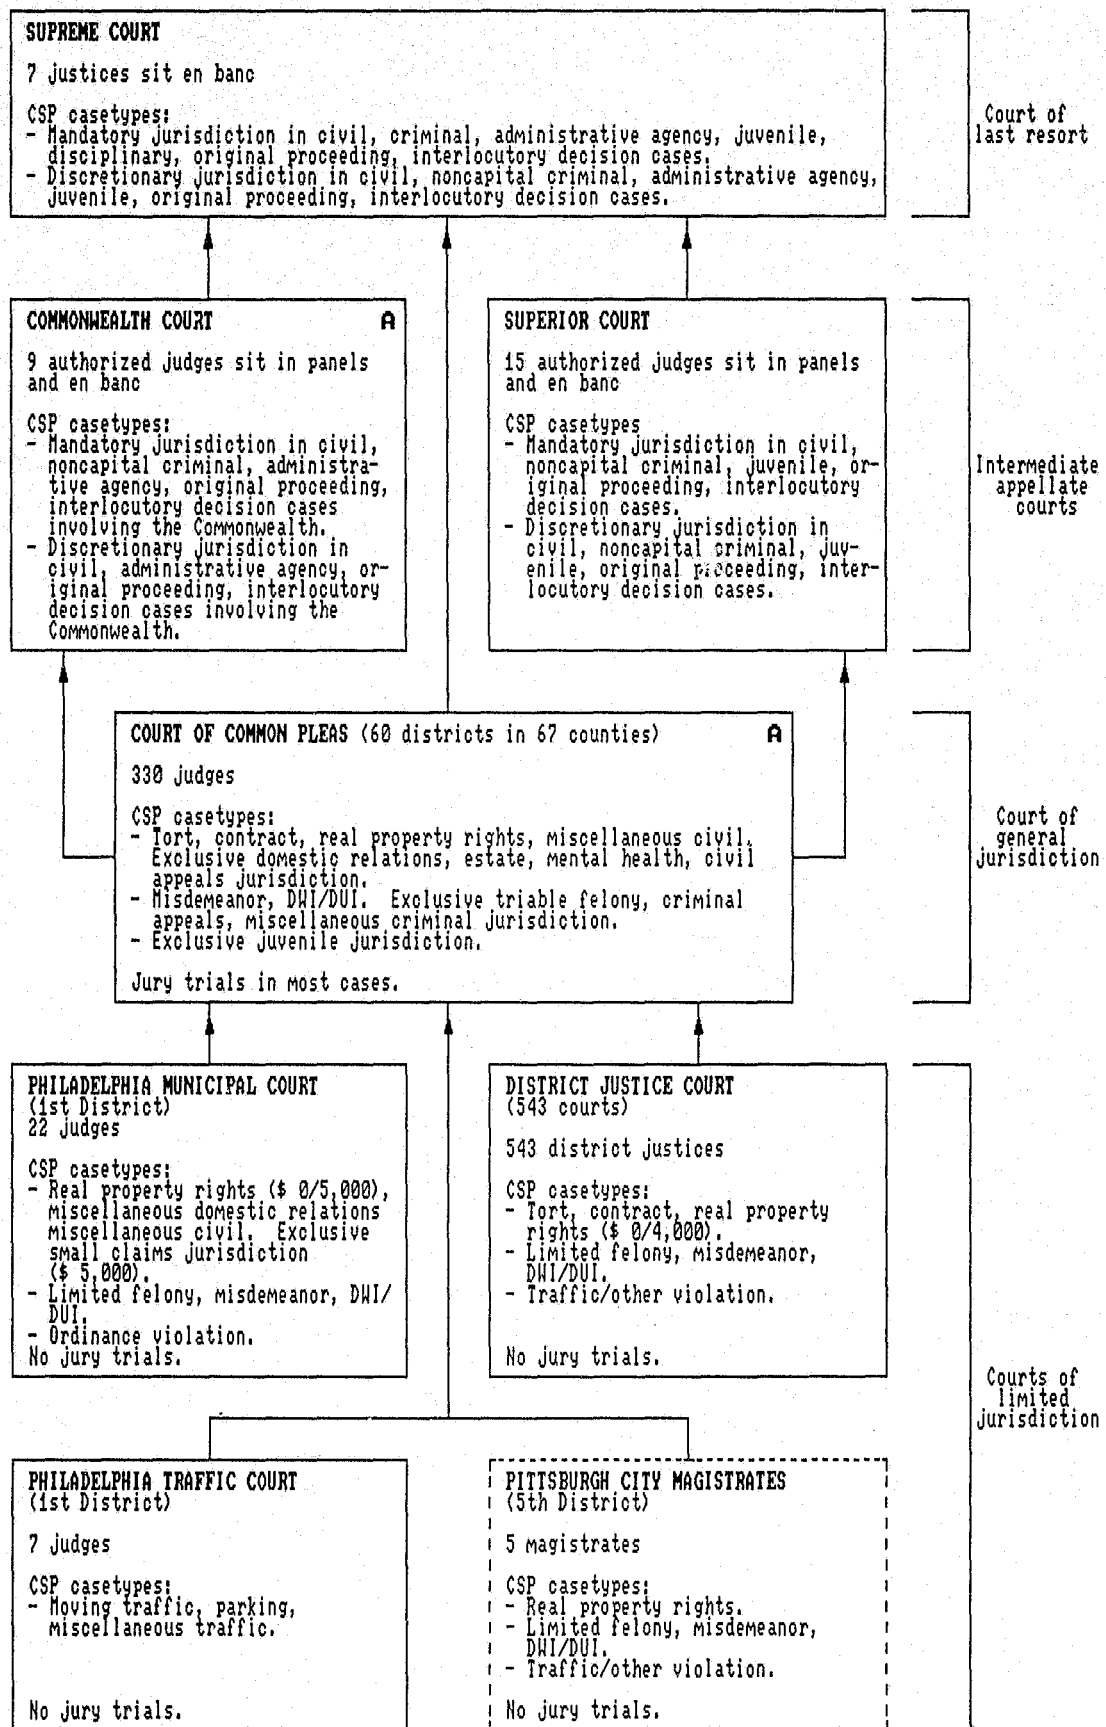 SUPREME COURT
7 justices sit en banc
CSP casetypes:
- Mandatory jurisdiction in civil, criminal, administrative agency, juvenile,
disciplinary, original proceeding, interlocutory decision cases.
- Discretionary jurisdiction in civil, noncapital criminal, administrative agency,
juvenile, original proceeding, interlocutory decision cases.
Court of
last resort
COMMONWEALTH COURT A
9 authorized judges sit in panels
and en banc
CSP casetypes:
- Mandatory jurisdiction in civil,
noncapital criminal, administra-
tive agency, original proceeding,
interlocutory decision cases
involving the Commonwealth.
- Discretionary jurisdiction in
civil, administrative agency, or-
iginal proceeding, interlocutory
decision cases involving the
Commonwealth.
SUPERIOR COURT
15 authorized judges sit in panels
and en banc
CSP casetypes
- Mandatory jurisdiction in civil,
noncapital criminal, juvenile, or-
iginal proceeding, interlocutory
decision cases.
- Discretionary jurisdiction in
civil, noncapital criminal, juv-
enile, original proceeding, inter-
locutory decision cases.
Intermediate
appellate
courts
COURT OF COMMON PLEAS (60 districts in 67 counties) A
330 judges
CSP casetypes:
- Tort, contract, real property rights, miscellaneous civil.
Exclusive domestic relations, estate, mental health, civil
appeals jurisdiction.
- Misdemeanor, DWI/DUI. Exclusive triable felony, criminal
appeals, miscellaneous criminal jurisdiction.
- Exclusive juvenile jurisdiction.
Jury trials in most cases.
Court of
general
jurisdiction
PHILADELPHIA MUNICIPAL COURT
(1st District)
22 judges
CSP casetypes:
- Real property rights ($ 0/5,000),
miscellaneous domestic relations
miscellaneous civil. Exclusive
small claims jurisdiction
($ 5,000).
- Limited felony, misdemeanor, DWI/
DUI.
- Ordinance violation.
No jury trials.
DISTRICT JUSTICE COURT
(543 courts)
543 district justices
CSP casetypes:
- Tort, contract, real property
rights ($ 0/4,000).
- Limited felony, misdemeanor,
DWI/DUI.
- Traffic/other violation.
No jury trials.
Courts of
limited
jurisdiction
PHILADELPHIA TRAFFIC COURT
(1st District)
7 judges
CSP casetypes:
- Moving traffic, parking,
miscellaneous traffic.
No jury trials.
PITTSBURGH CITY MAGISTRATES
(5th District)
5 magistrates
CSP casetypes:
- Real property rights.
- Limited felony, misdemeanor,
DWI/DUI.
- Traffic/other violation.
No jury trials.